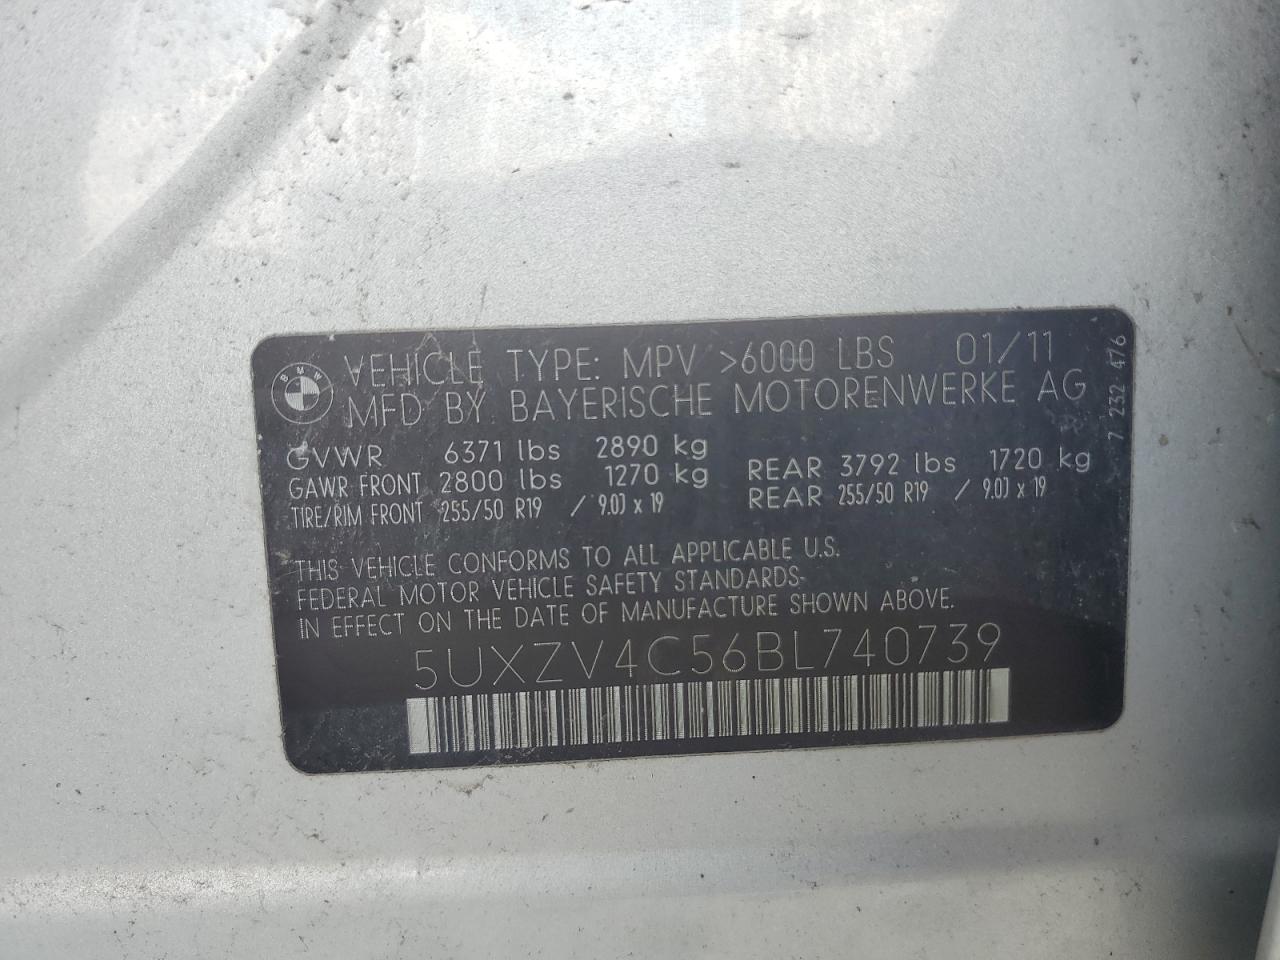 BMW
VEHICLE TYPE: MPV >6000 LBS 01/11
MFD BY BAYERISCHE MOTORENWERKE AG
GVWR 6371 lbs 2890 kg
GAWR FRONT 2800 lbs 1270 kg REAR 3792 lbs 1720 kg
TIRE/RIM FRONT 255/50 R19 / 9.0J x 19 REAR 255/50 R19 / 9.0J x 19
THIS VEHICLE CONFORMS TO ALL APPLICABLE U.S.
FEDERAL MOTOR VEHICLE SAFETY STANDARDS
IN EFFECT ON THE DATE OF MANUFACTURE SHOWN ABOVE.
5UXZV4C56BL740739
7 232 476